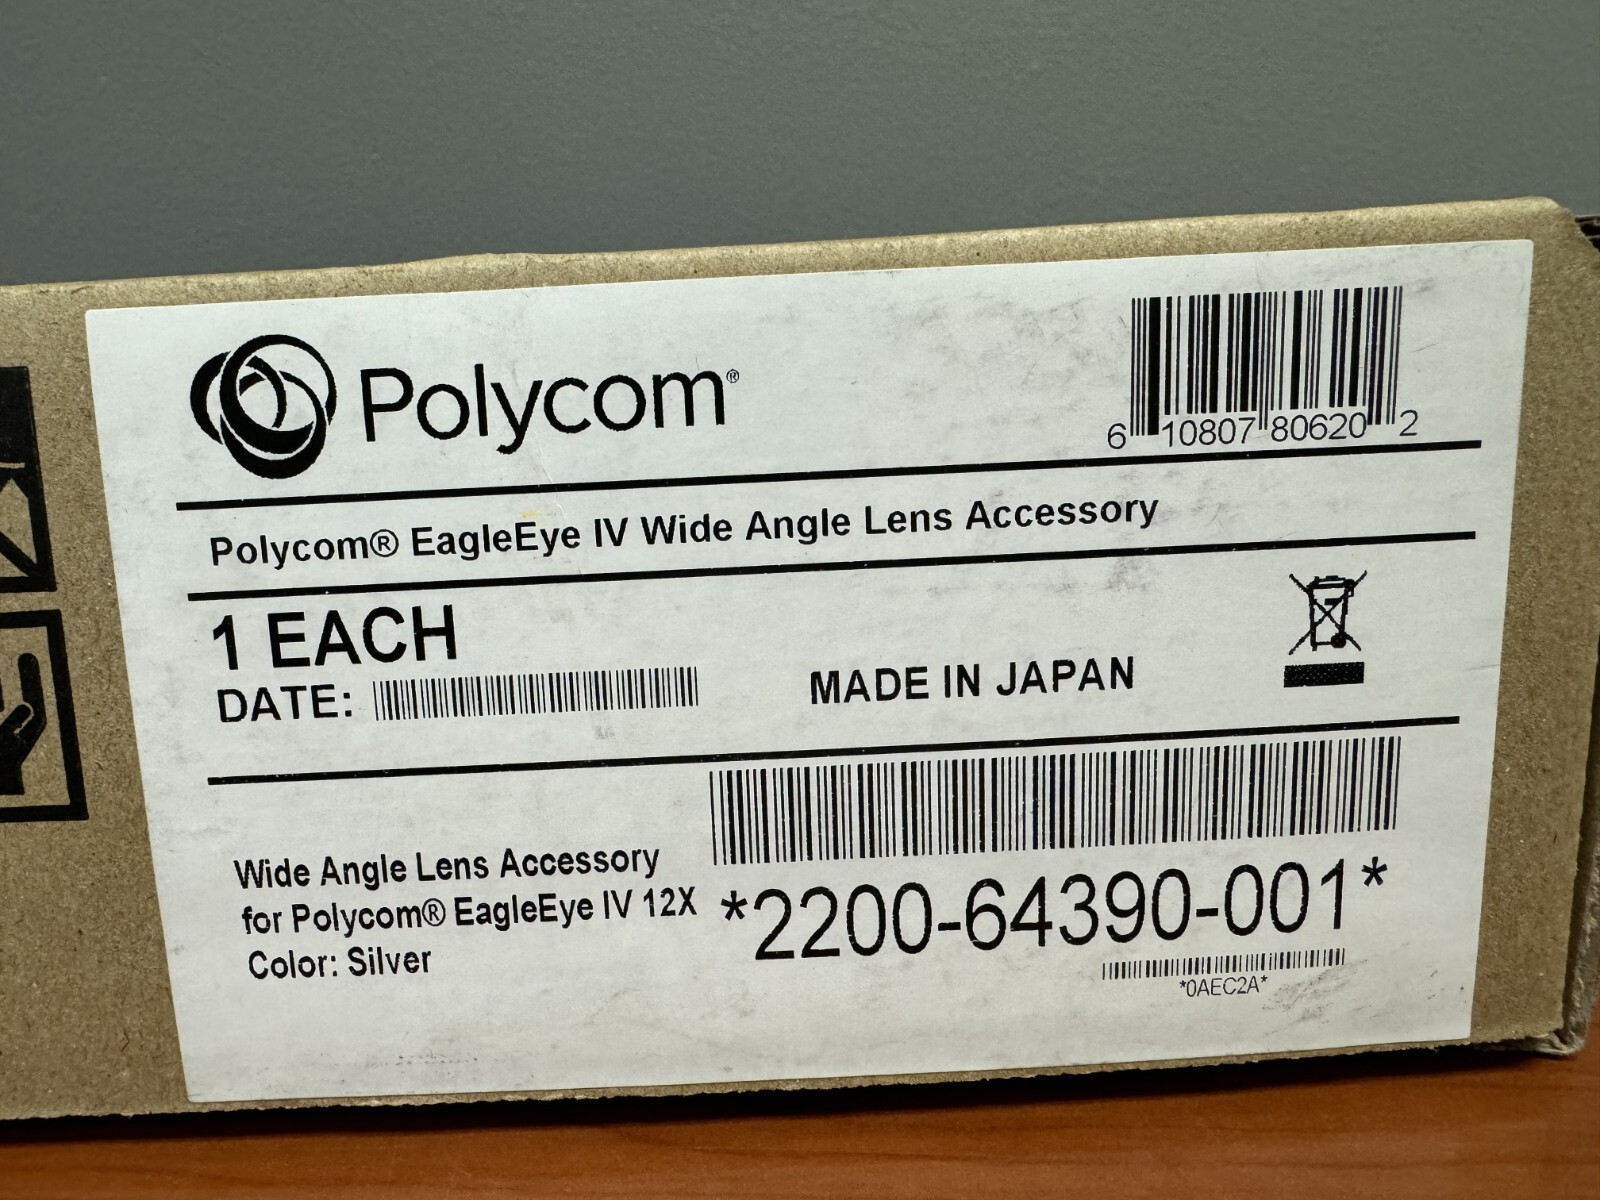 Polycom®
6 10807 80620 2
Polycom® EagleEye IV Wide Angle Lens Accessory
1 EACH
DATE:
MADE IN JAPAN
Wide Angle Lens Accessory
for Polycom® EagleEye IV 12X
Color: Silver
*2200-64390-001*
*0AEC2A*